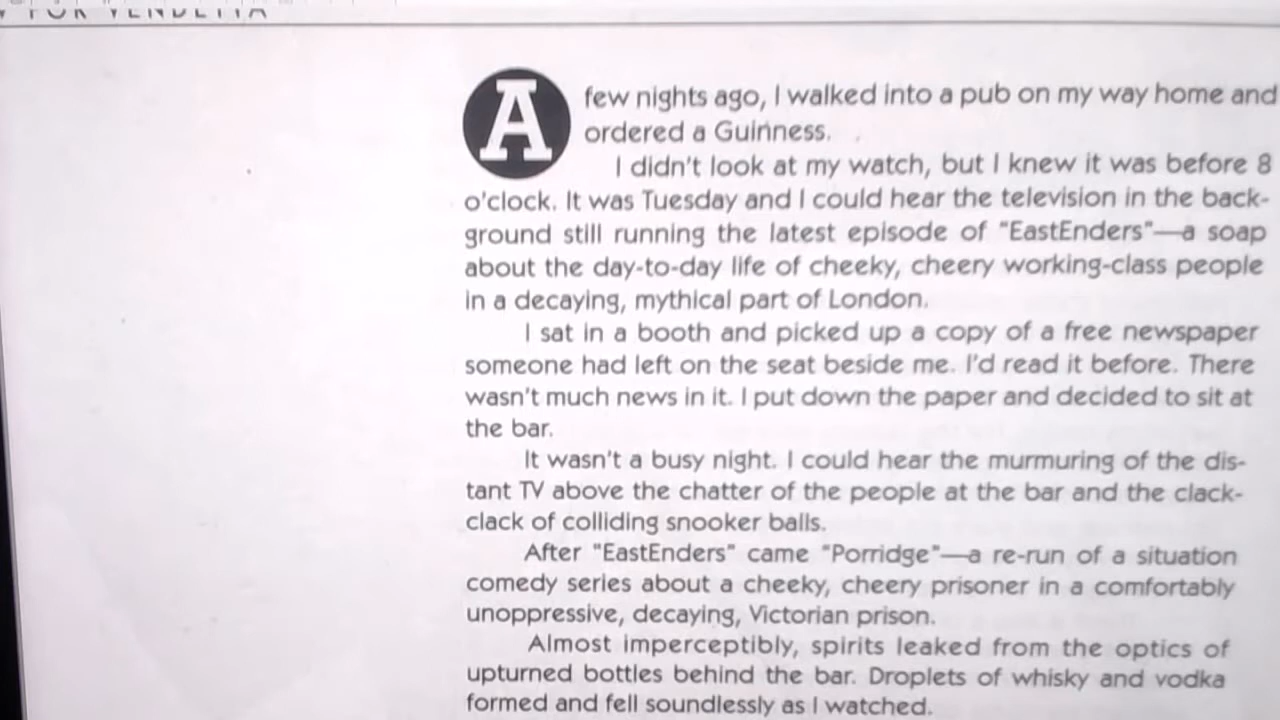 V FOR VENDETTA
A few nights ago, I walked into a pub on my way home and
ordered a Guinness.
I didn't look at my watch, but I knew it was before 8
o'clock. It was Tuesday and I could hear the television in the back-
ground still running the latest episode of "EastEnders"—a soap
about the day-to-day life of cheeky, cheery working-class people
in a decaying, mythical part of London.
I sat in a booth and picked up a copy of a free newspaper
someone had left on the seat beside me. I'd read it before. There
wasn't much news in it. I put down the paper and decided to sit at
the bar.
It wasn't a busy night. I could hear the murmuring of the dis-
tant TV above the chatter of the people at the bar and the clack-
clack of colliding snooker balls.
After "EastEnders" came "Porridge"—a re-run of a situation
comedy series about a cheeky, cheery prisoner in a comfortably
unoppressive, decaying, Victorian prison.
Almost imperceptibly, spirits leaked from the optics of
upturned bottles behind the bar. Droplets of whisky and vodka
formed and fell soundlessly as I watched.